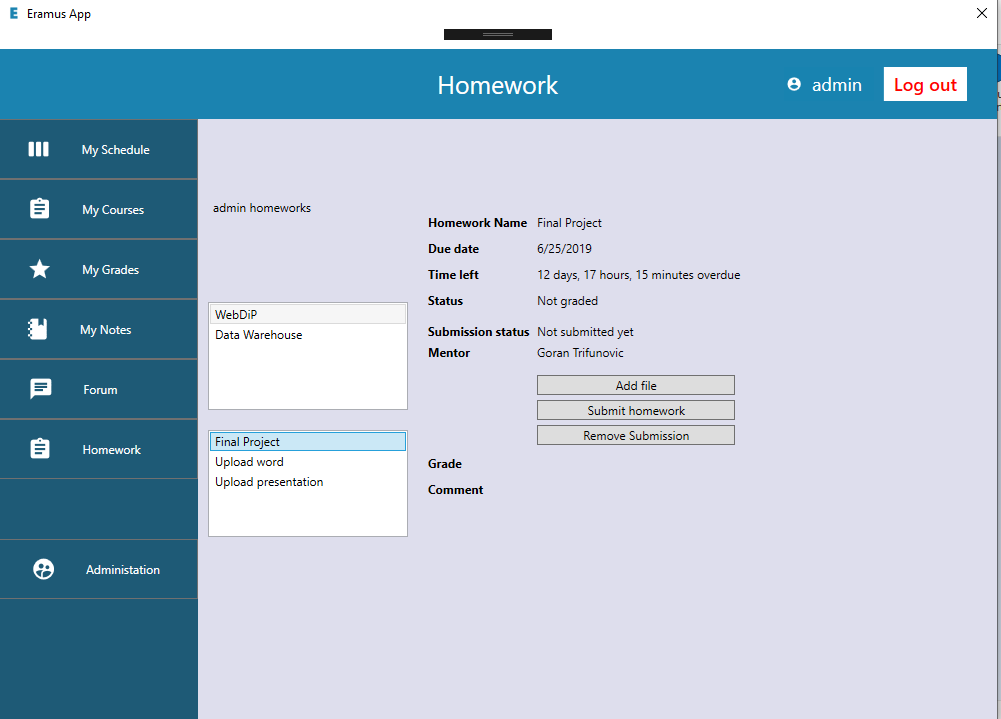 E Eramus App
Homework
admin
Log out
My Schedule
My Courses
My Grades
My Notes
Forum
Homework
Administation
admin homeworks
WebDiP
Data Warehouse
Final Project
Upload word
Upload presentation
Homework Name Final Project
Due date 6/25/2019
Time left 12 days, 17 hours, 15 minutes overdue
Status Not graded
Submission status Not submitted yet
Mentor Goran Trifunovic
Add file
Submit homework
Remove Submission
Grade
Comment